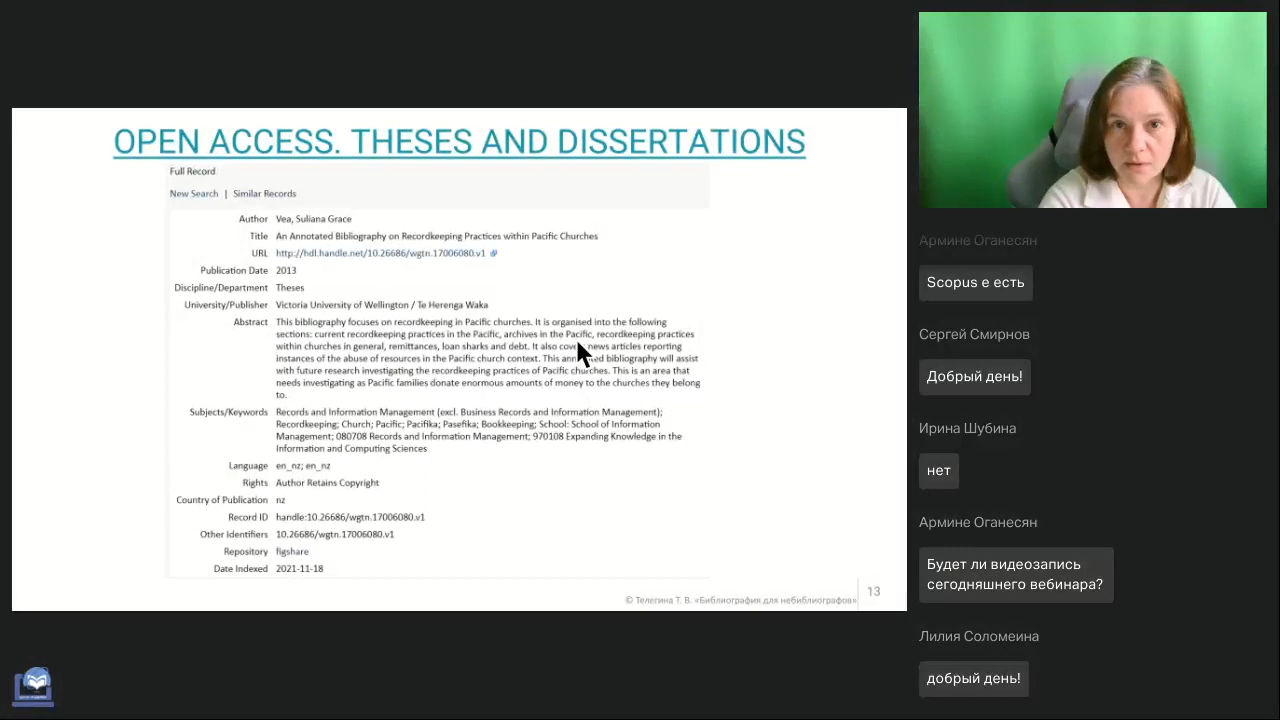 OPEN ACCESS. THESES AND DISSERTATIONS
Full Record
New Search | Similar Records
Author Vea, Suliana Grace
Title An Annotated Bibliography on Recordkeeping Practices within Pacific Churches
URL http://hdl.handle.net/10.26686/wgtn.17006080.v1
Publication Date 2013
Discipline/Department Theses
University/Publisher Victoria University of Wellington / Te Herenga Waka
Abstract This bibliography focuses on recordkeeping in Pacific churches. It is organised into the following
sections: current recordkeeping practices in the Pacific, archives in the Pacific, recordkeeping practices
within churches in general, remittances, loan sharks and debt. It also news articles reporting
instances of the abuse of resources in the Pacific church context. This bibliography will assist
with future research investigating the recordkeeping practices of Pacific churches. This is an area that
needs investigating as Pacific families donate enormous amounts of money to the churches they belong
to.
Subjects/Keywords Records and Information Management (excl. Business Records and Information Management);
Recordkeeping; Church; Pacific; Pacifika; Pasefika; Bookkeeping; School: School of Information
Management; 080708 Records and Information Management; 970108 Expanding Knowledge in the
Information and Computing Sciences
Language en_nz; en_nz
Rights Author Retains Copyright
Country of Publication nz
Record ID handle:10.26686/wgtn.17006080.v1
Other Identifiers 10.26686/wgtn.17006080.v1
Repository figshare
Date Indexed 2021-11-18
© Телегина Т. В. «Библиография для небиблиографов»
13
Армине Оганесян
Scopus е есть
Сергей Смирнов
Добрый день!
Ирина Шубина
нет
Армине Оганесян
Будет ли видеозапись
сегодняшнего вебинара?
Лилия Соломеина
добрый день!